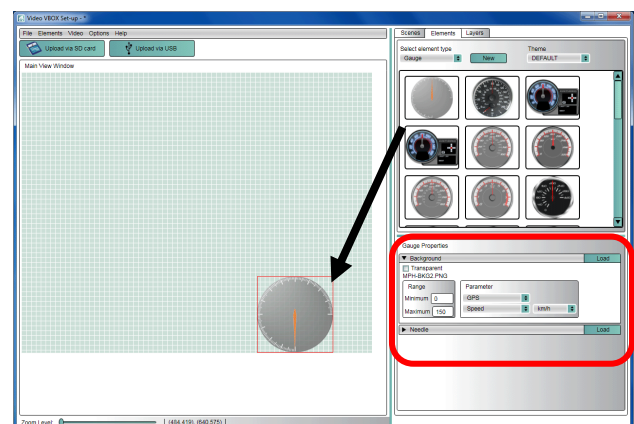 Video VBOX Set-up - *
File Elements Video Options Help
Upload via SD card
Upload via USB
Main View Window
Scenes Elements Layers
Select element type
Theme
Gauge
New
DEFAULT
Gauge Properties
Background
Load
Transparent
MPH-BKG2.PNG
Range
Parameter
Minimum 0
GPS
Maximum 150
Speed
km/h
Needle
Load
Zoom Level:
(484,419), (640,575)